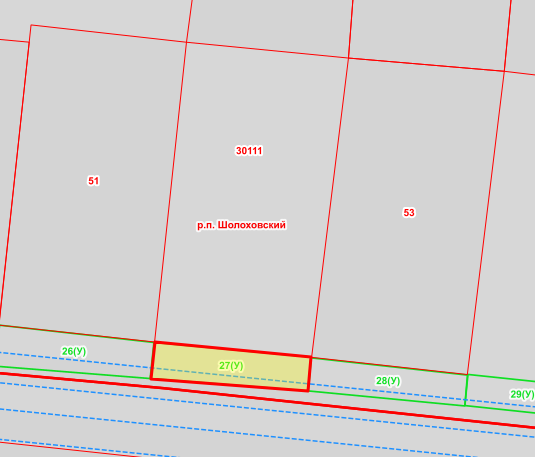 30111
51
53
р.п. Шолоховский
26(У)
27(У)
28(У)
29(У)